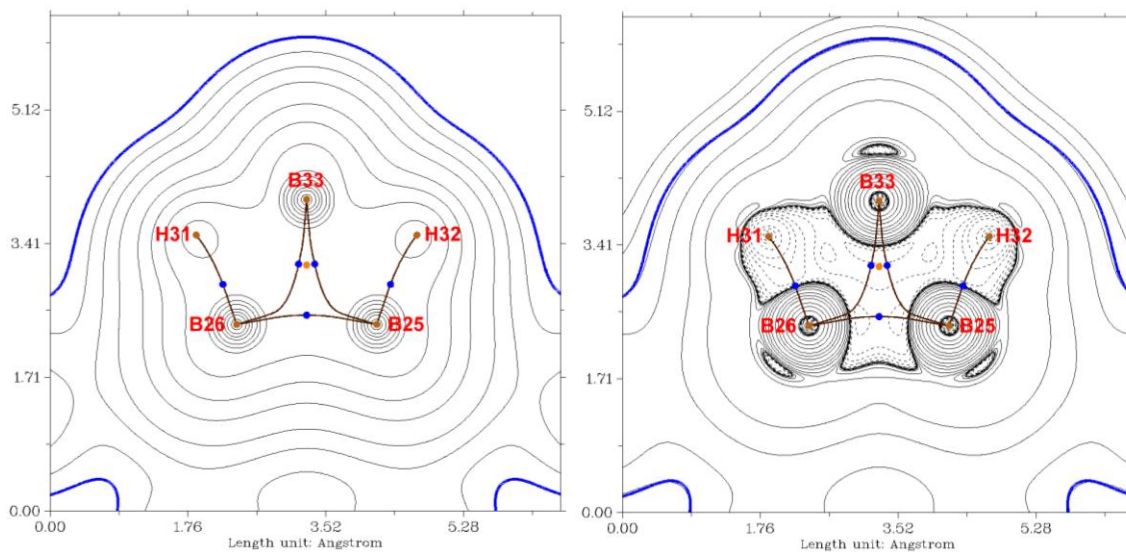 5.12
3.41
1.71
0.00
B33
H31
H32
B26
B25
0.00
1.76
3.52
5.28
Length unit: Angstrom
5.12
3.41
1.71
0.00
B33
H31
H32
B26
B25
0.00
1.76
3.52
5.28
Length unit: Angstrom